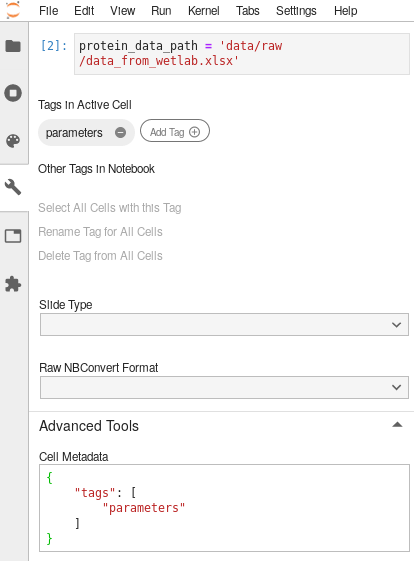 File Edit View Run Kernel Tabs Settings Help
[2]: protein_data_path = 'data/raw
/data_from_wetlab.xlsx'
Tags in Active Cell
parameters Add Tag
Other Tags in Notebook
Select All Cells with this Tag
Rename Tag for All Cells
Delete Tag from All Cells
Slide Type
Raw NBConvert Format
Advanced Tools
Cell Metadata
{
    "tags": [
        "parameters"
    ]
}